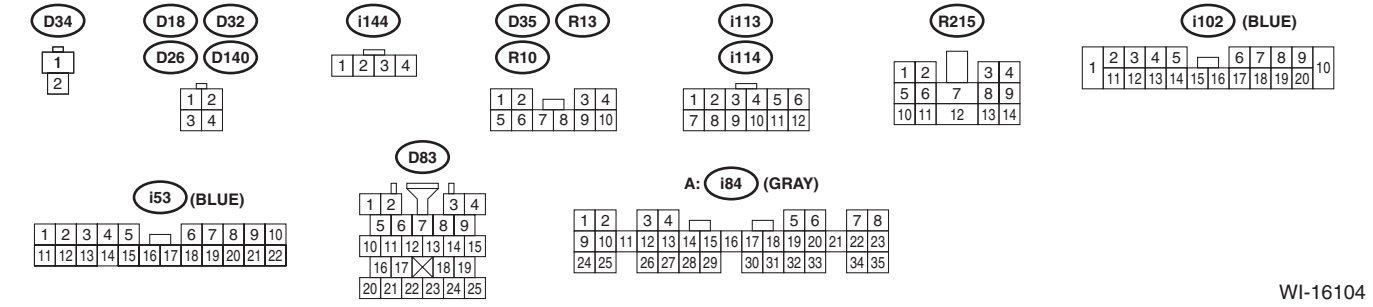 D34
1
2
D18 D32
D26 D140
1 2
3 4
i144
1 2 3 4
D35 R13
R10
1 2 3 4
5 6 7 8 9 10
i113
i114
1 2 3 4 5 6
7 8 9 10 11 12
R215
1 2 3 4
5 6 7 8 9
10 11 12 13 14
i102 (BLUE)
1 2 3 4 5 6 7 8 9 10
11 12 13 14 15 16 17 18 19 20
i53 (BLUE)
1 2 3 4 5 6 7 8 9 10
11 12 13 14 15 16 17 18 19 20 21 22
D83
1 2 3 4
5 6 7 8 9
10 11 12 13 14 15
16 17 18 19
20 21 22 23 24 25
A: i84 (GRAY)
1 2 3 4 5 6 7 8
9 10 11 12 13 14 15 16 17 18 19 20 21 22 23
24 25 26 27 28 29 30 31 32 33 34 35
WI-16104